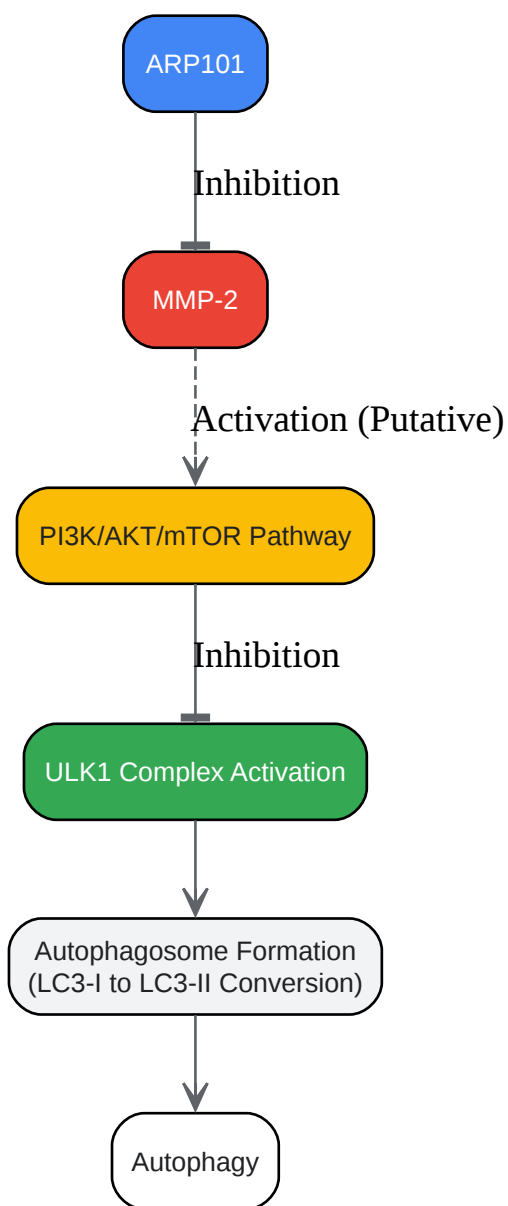 ARP101
Inhibition
MMP-2
Activation (Putative)
PI3K/AKT/mTOR Pathway
Inhibition
ULK1 Complex Activation
Autophagosome Formation
(LC3-I to LC3-II Conversion)
Autophagy